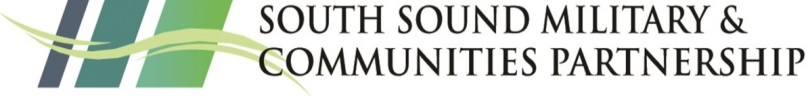 SOUTH SOUND MILITARY &
COMMUNITIES PARTNERSHIP